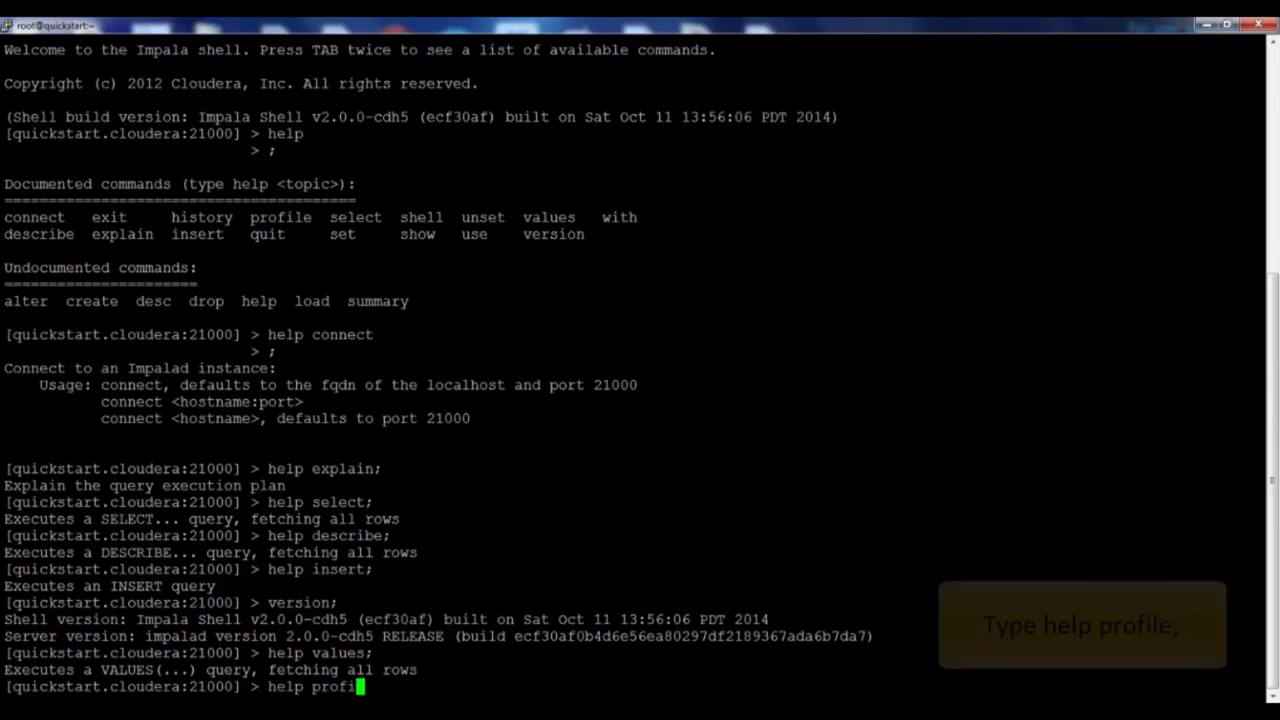 root@quickstart:~
Welcome to the Impala shell. Press TAB twice to see a list of available commands.
Copyright (c) 2012 Cloudera, Inc. All rights reserved.
(Shell build version: Impala Shell v2.0.0-cdh5 (ecf30af) built on Sat Oct 11 13:56:06 PDT 2014)
[quickstart.cloudera:21000] > help
> ;
Documented commands (type help <topic>):
========================================
connect exit history profile select shell unset values with
describe explain insert quit set show use version
Undocumented commands:
======================
alter create desc drop help load summary
[quickstart.cloudera:21000] > help connect
> ;
Connect to an Impalad instance:
Usage: connect, defaults to the fqdn of the localhost and port 21000
connect <hostname:port>
connect <hostname>, defaults to port 21000
[quickstart.cloudera:21000] > help explain;
Explain the query execution plan
[quickstart.cloudera:21000] > help select;
Executes a SELECT... query, fetching all rows
[quickstart.cloudera:21000] > help describe;
Executes a DESCRIBE... query, fetching all rows
[quickstart.cloudera:21000] > help insert;
Executes an INSERT query
[quickstart.cloudera:21000] > version;
Shell version: Impala Shell v2.0.0-cdh5 (ecf30af) built on Sat Oct 11 13:56:06 PDT 2014
Server version: impalad version 2.0.0-cdh5 RELEASE (build ecf30af0b4d6e56ea80297df2189367ada6b7da7)
[quickstart.cloudera:21000] > help values;
Executes a VALUES(...) query, fetching all rows
[quickstart.cloudera:21000] > help profi
Type help profile;